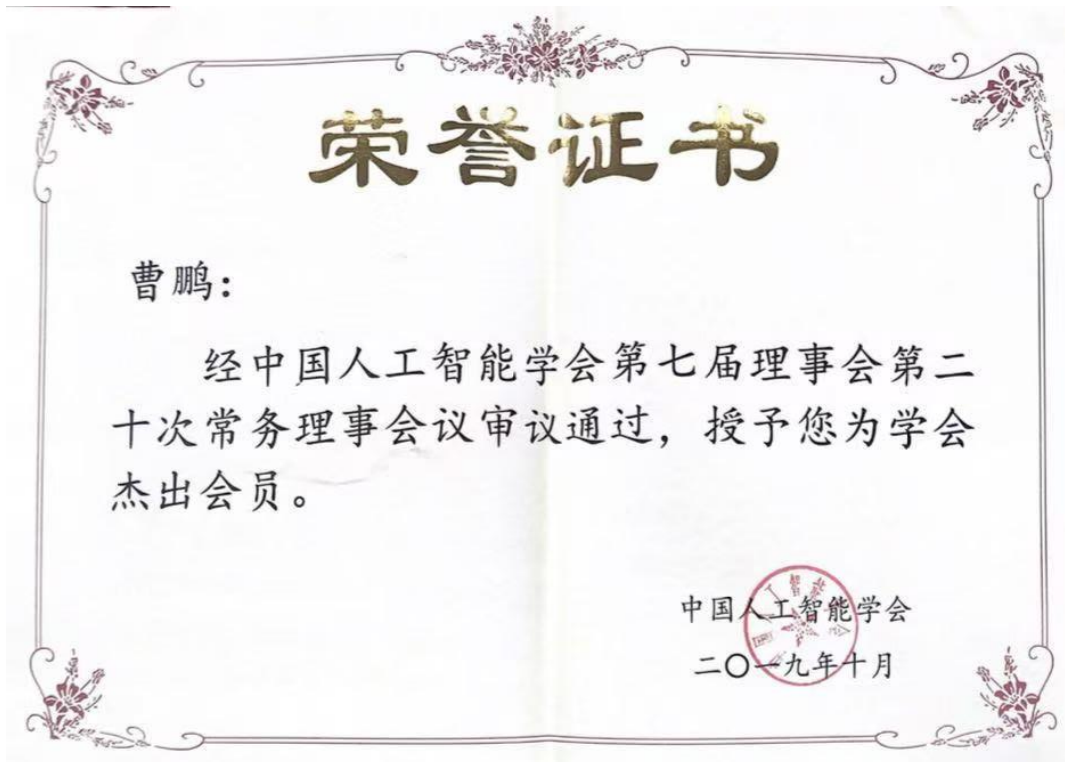 荣誉证书
曹鹏：
经中国人工智能学会第七届理事会第二
十次常务理事会议审议通过，授予您为学会
杰出会员。
中国人工智能学会
二〇一九年十月